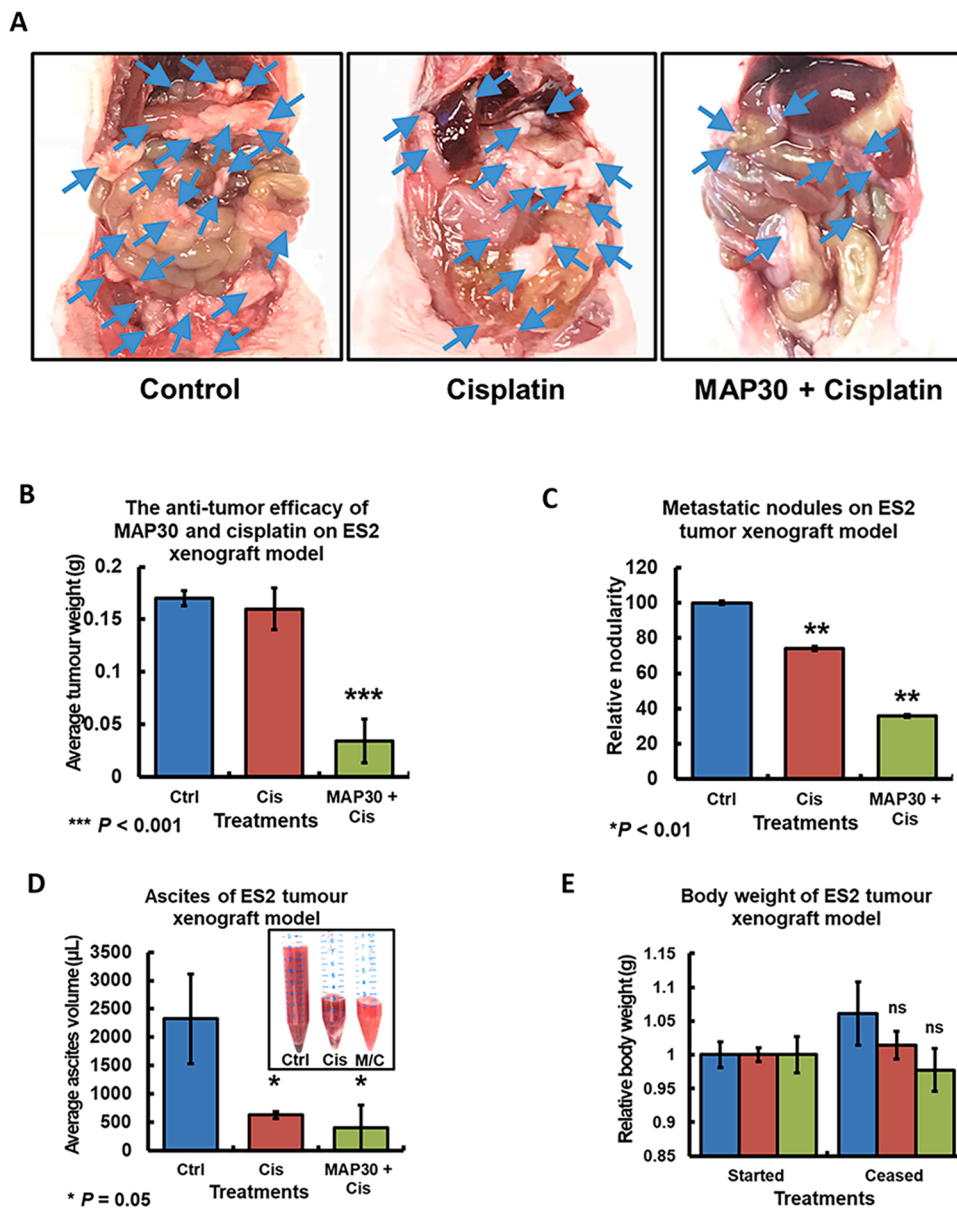 A
Control
Cisplatin
MAP30 + Cisplatin
B
The anti-tumor efficacy of
MAP30 and cisplatin on ES2
xenograft model
Average tumour weight (g)
0.2
0.15
0.05
0
***
Ctrl
Cis
MAP30 +
Cis
Treatments
*** P < 0.001
C
Metastatic nodules on ES2
tumor xenograft model
Relative nodularity
120
100
80
60
40
20
0
**
**
Ctrl
Cis
MAP30 +
Cis
Treatments
*P < 0.01
D
Ascites of ES2 tumour
xenograft model
Average ascites volume (µL)
3500
3000
2500
2000
1500
1000
500
0
Ctrl Cis M/C
*
*
Ctrl
Cis
MAP30 +
Cis
Treatments
* P = 0.05
E
Body weight of ES2 tumour
xenograft model
Relative body weight (g)
1.15
1.1
1.05
1
0.95
0.9
0.85
ns
ns
Started
Ceased
Treatments